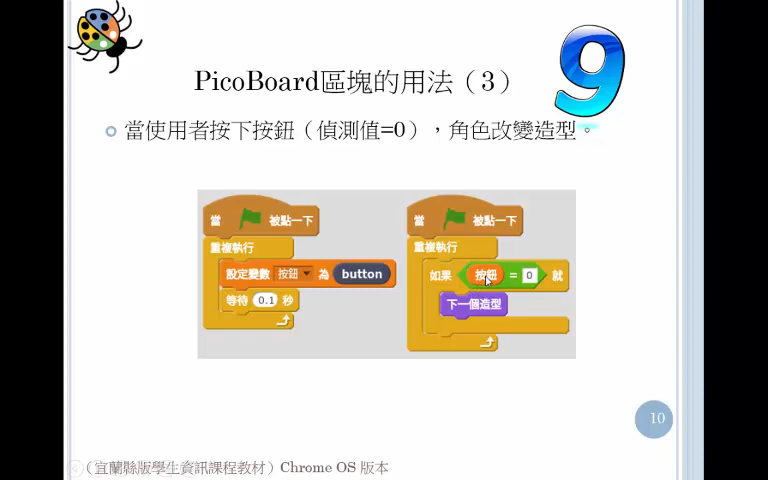 9
PicoBoard區塊的用法（3）
當使用者按下按鈕（偵測值=0），角色改變造型。
當 被點一下
重複執行
設定變數 按鈕 為 button
等待 0.1 秒
當 被點一下
重複執行
如果 按鈕 = 0 就
下一個造型
10
（宜蘭縣版學生資訊課程教材）Chrome OS 版本